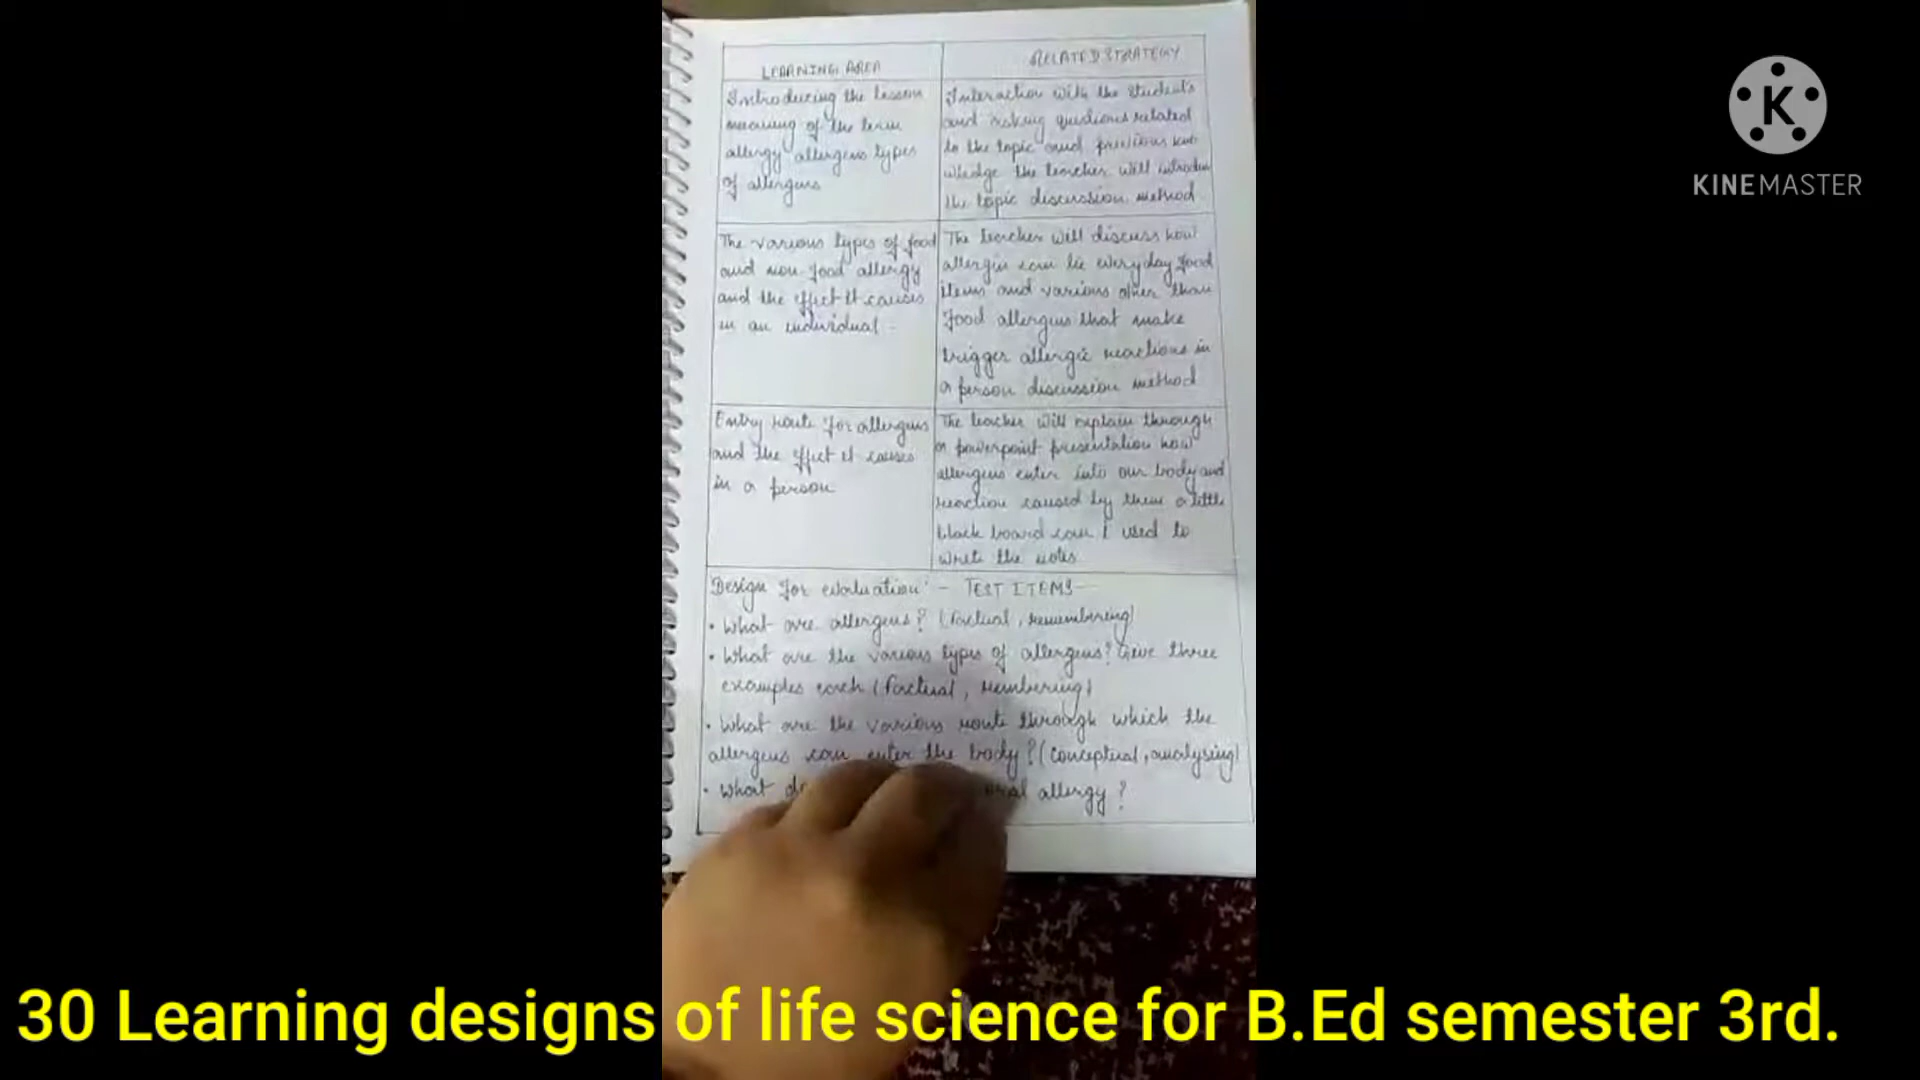 LEARNING AREA
Introducing the lesson
meaning of the term
allergy allergens types
of allergens
RELATED STRATEGY
Interaction with the students
and asking questions related
to the topic and previous kno
wledge the teacher will introduce
the topic discussion method
The various types of food
and non food allergy
and the effect it causes
in an individual
The teacher will discuss how
allergin can be everyday food
items and various other than
food allergens that make
trigger allergic reactions in
a person discussion method
Entry route for allergens
and the effect it causes
in a person
The teacher will explain through
a powerpoint presentation how
allergens enter into our body and
reaction caused by them a little
black board can used to
write the notes
Design for evaluation:- TEST ITEMS-
• What are allergens? (factual, remembering)
• What are the various types of allergens? Give three
examples each (factual, remembering)
• What are the various route through which the
allergens can enter the body? (conceptual, analysing)
• What allergy?
K
KINEMASTER
30 Learning designs of life science for B.Ed semester 3rd.